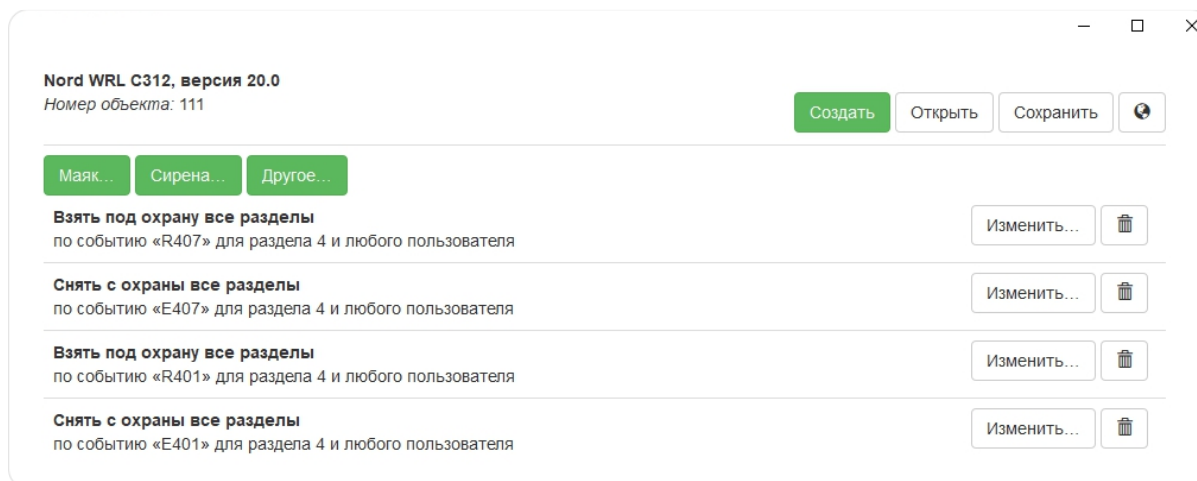 Nord WRL C312, версия 20.0
Номер объекта: 111
Создать Открыть Сохранить
Маяк... Сирена... Другое...
Взять под охрану все разделы
по событию «R407» для раздела 4 и любого пользователя
Изменить...
Снять с охраны все разделы
по событию «E407» для раздела 4 и любого пользователя
Изменить...
Взять под охрану все разделы
по событию «R401» для раздела 4 и любого пользователя
Изменить...
Снять с охраны все разделы
по событию «E401» для раздела 4 и любого пользователя
Изменить...